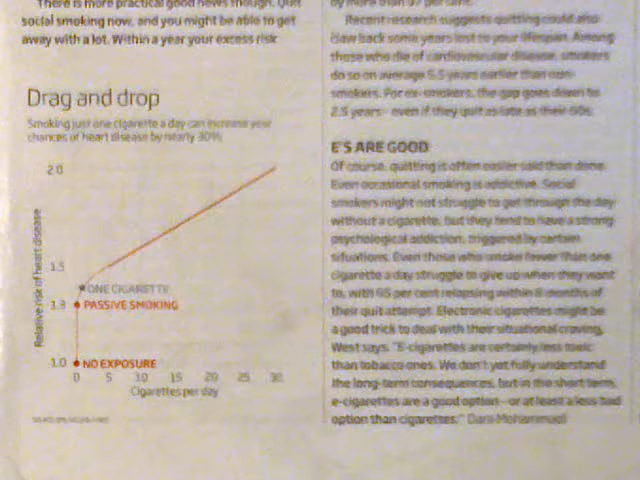 There is more practical good news though. Quit
social smoking now, and you might be able to get
away with a lot. Within a year your excess risk
Drag and drop
Smoking just one cigarette a day can increase your
chances of heart disease by nearly 30%
Relative risk of heart disease
2.0
1.5
1.3
1.0
ONE CIGARETTE
PASSIVE SMOKING
NO EXPOSURE
0 5 10 15 20 25 30
Cigarettes per day
by more than per cent.
Recent research suggests quitting could also
claw back some years lost to your lifespan. Among
those who die of cardiovascular disease, smokers
do so on average 5.5 years earlier than non-
smokers. For ex-smokers, the gap goes down to
2.5 years – even if they quit as late as their 60s.
E'S ARE GOOD
Of course, quitting is often easier said than done.
Even occasional smoking is addictive. Social
smokers might not struggle to get through the day
without a cigarette, but they tend to have a strong
psychological addiction, triggered by certain
situations. Even those who smoke fewer than one
cigarette a day struggle to give up when they want
to, with 65 per cent relapsing within 6 months of
their quit attempt. Electronic cigarettes might be
a good trick to deal with their situational craving,
West says. "E-cigarettes are certainly less toxic
than tobacco ones. We don't yet fully understand
the long-term consequences, but in the short term,
e-cigarettes are a good option – or at least a less bad
option than cigarettes." Dara Mohammadi